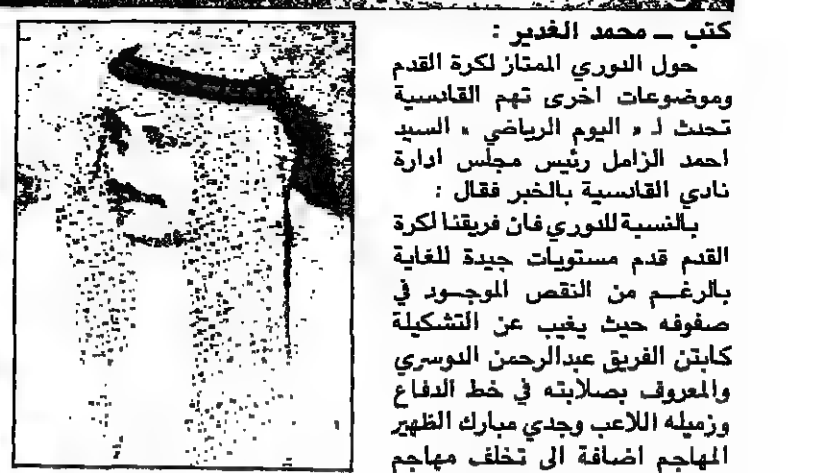 كتب ــ محمد الغدير :
حول الدوري الممتاز لكرة القدم
وموضوعات اخرى تهم القادسية
تحدث لـ « اليوم الرياضي » السيد
احمد الزامل رئيس مجلس ادارة
نادي القادسية بالخبر فقال :
بالنسبة للدوري فان فريقنا لكرة
القدم قدم مستويات جيدة للغاية
بالرغــم من النقص الموجــود في
صفوفه حيث يغيب عن التشكيلة
كابتن الفريق عبدالرحمن الدوسري
والمعروف بصلابته في خط الدفاع
وزميله اللاعب وجدي مبارك الظهير
المهاجم اضافة الى تخلف مهاجم